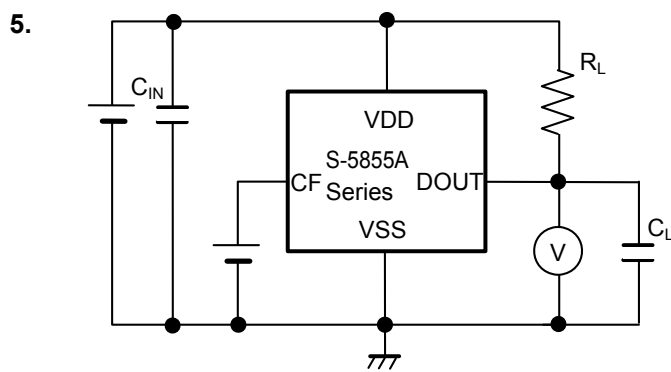 5.
C_IN
R_L
VDD
S-5855A
CF
Series
DOUT
VSS
V
C_L